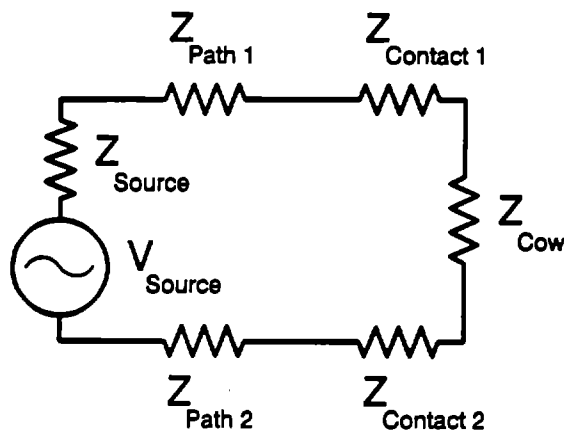 Z Path 1
Z Contact 1
Z Source
Z Cow
V Source
Z Path 2
Z Contact 2